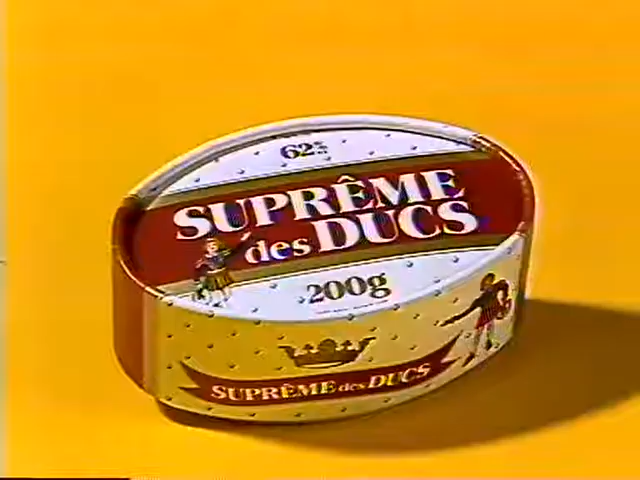 62%
SUPRÊME
des DUCS
200g
SUPRÊME des DUCS